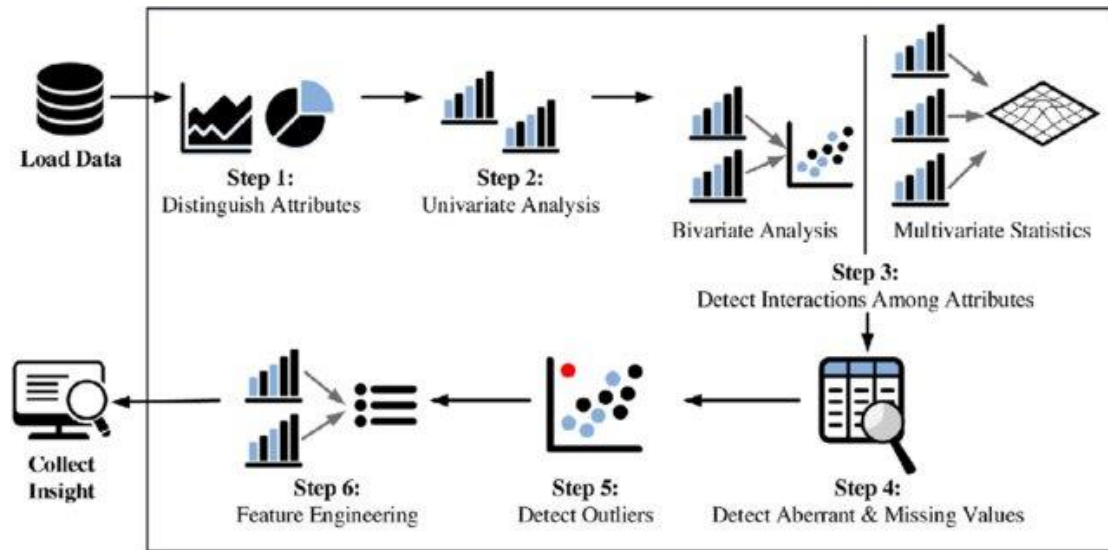 Load Data
Step 1:
Distinguish Attributes
Step 2:
Univariate Analysis
Bivariate Analysis
Multivariate Statistics
Step 3:
Detect Interactions Among Attributes
Step 4:
Detect Aberrant & Missing Values
Step 5:
Detect Outliers
Step 6:
Feature Engineering
Collect
Insight